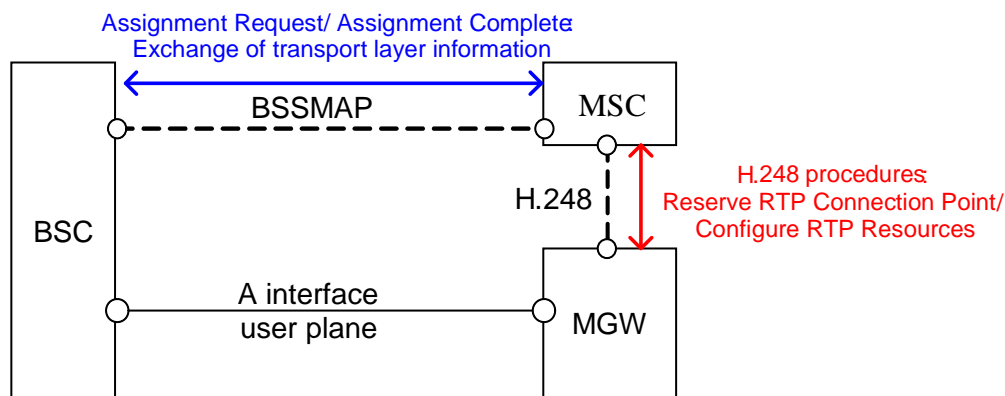 Assignment Request/ Assignment Complete:
Exchange of transport layer information
BSSMAP
MSC
H.248 procedures:
Reserve RTP Connection Point/
Configure RTP Resources
H.248
BSC
A interface
user plane
MGW